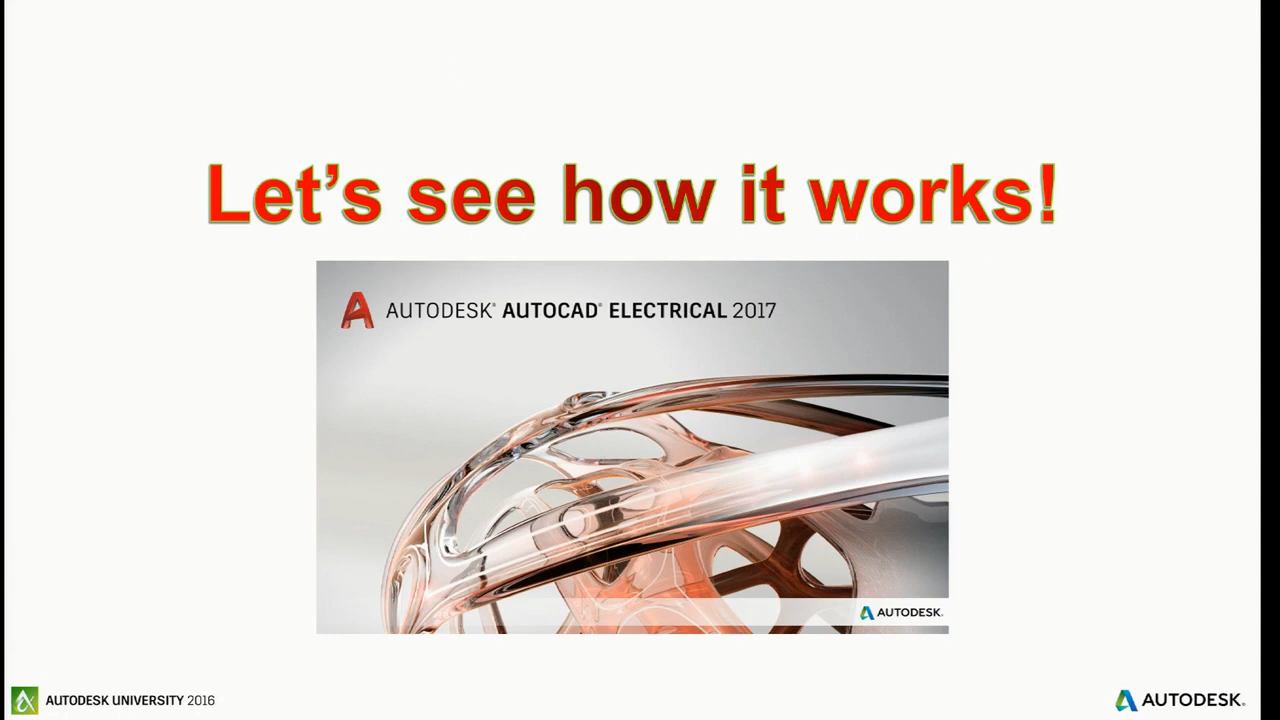 Let's see how it works!
AUTODESK® AUTOCAD® ELECTRICAL 2017
AUTODESK.
AUTODESK UNIVERSITY 2016
AUTODESK.